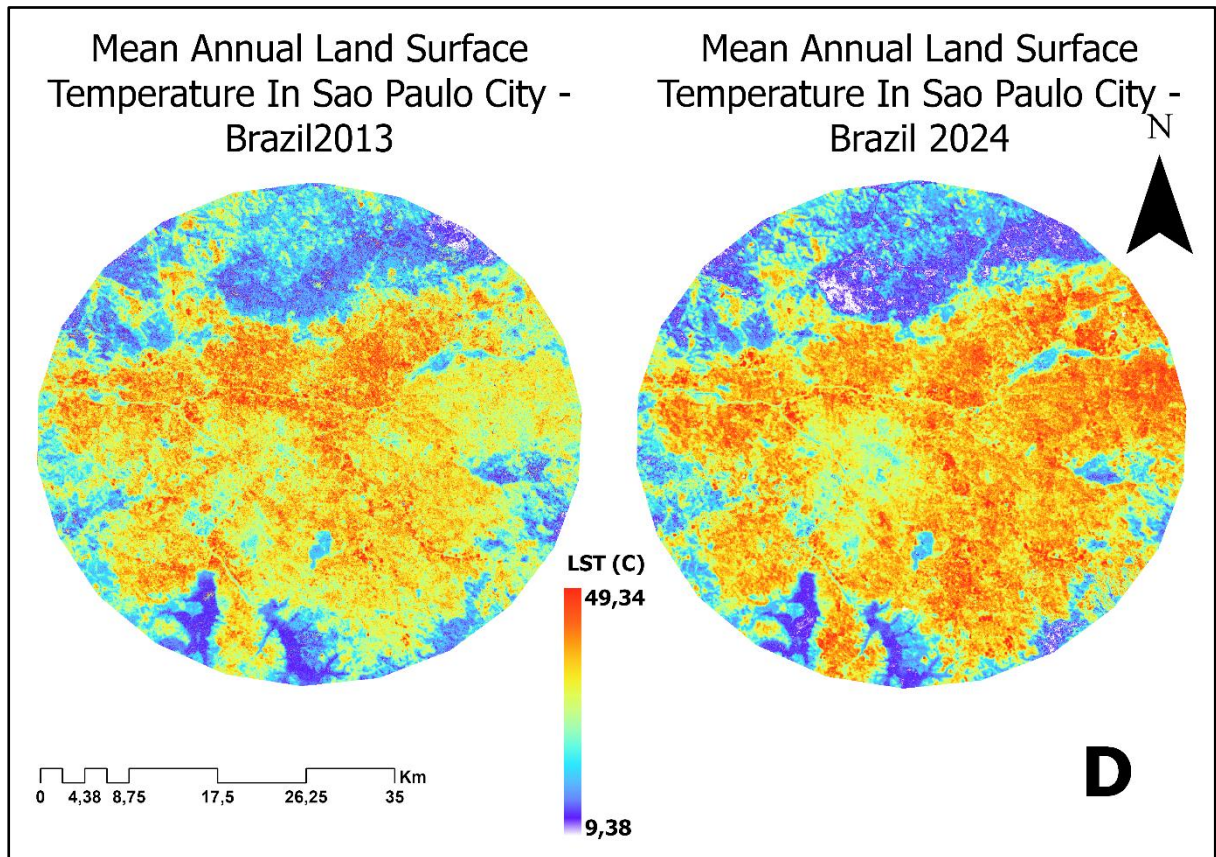 Mean Annual Land Surface
Temperature In Sao Paulo City -
Brazil2013
Mean Annual Land Surface
Temperature In Sao Paulo City -
Brazil 2024
N
LST (C)
49,34
9,38
Km
0 4,38 8,75 17,5 26,25 35
D